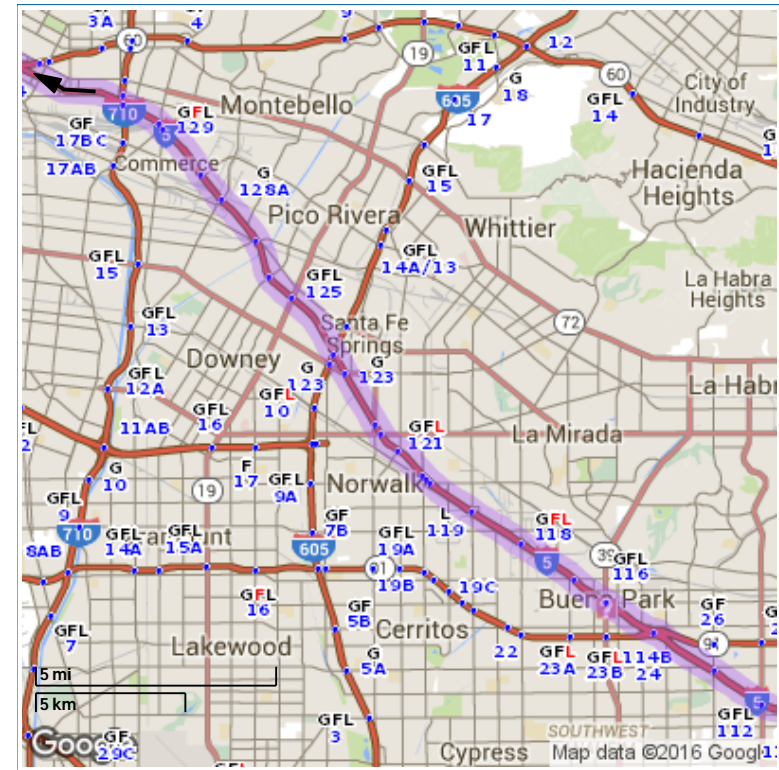 3A
60
4
9
19
GFL
11
12
G
18
60
GFL
14
City of
Industry
605
17
Montebello
710
GFL
129
5
GF
17BC
Commerce
17AB
G
128A
GFL
15
Hacienda
Heights
Pico Rivera
Whittier
GFL
14A/13
GFL
15
GFL
125
La Habra
Heights
GFL
13
Santa Fe
Springs
72
Downey
G
123
123
GFL
12A
GFL
10
GFL
16
La Habr
11AB
GFL
121
La Mirada
G
10
F
17
GFL
9A
Norwalk
19
GFL
9
710
GF
7B
L
119
GFL
118
8AB
GFL
14A
GFL
15A
605
GFL
19A
91
19B
19C
5
39
GFL
116
GFL
16
Buena Park
GF
26
GFL
7
Lakewood
GF
5B
Cerritos
22
GFL
23A
GFL
23B
114B
24
91
G
5A
5 mi
5 km
5
GFL
112
GFL
3
Google
GF
29C
SOUTHWEST
Cypress
Map data ©2016 Googl